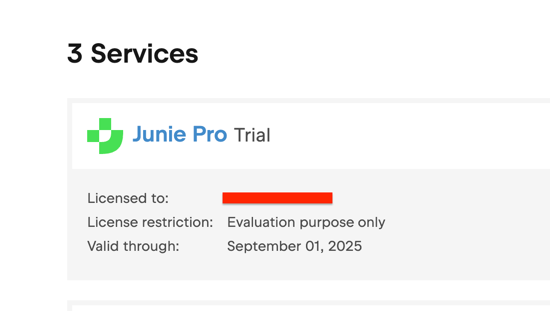 3 Services
Junie Pro Trial
Licensed to:
License restriction: Evaluation purpose only
Valid through: September 01, 2025